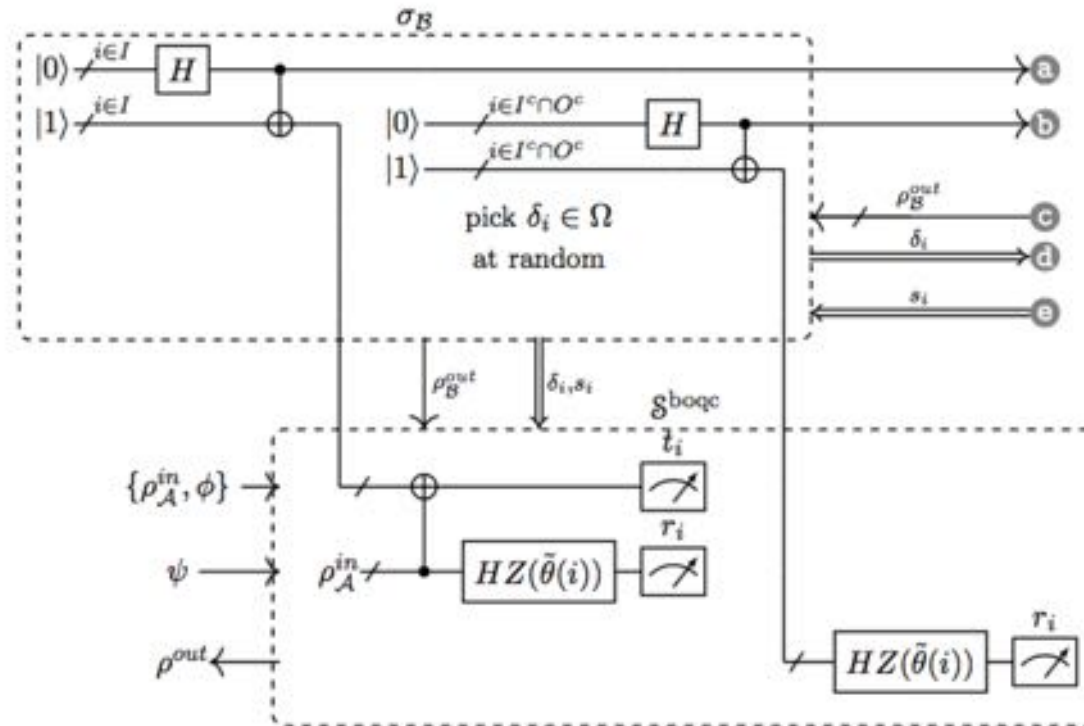 σ_ℬ
|0⟩ i∈I H a
|1⟩ i∈I
|0⟩ i∈I^c∩O^c H b
|1⟩ i∈I^c∩O^c
pick δ_i ∈ Ω
at random
ρ_ℬ^{out} c
δ_i d
s_i e
ρ_ℬ^{out} δ_i,s_i
𝒮^{boqc}
{ρ_𝒜^{in}, ϕ} t_i
ψ ρ_𝒜^{in} HZ(θ̃(i)) r_i
ρ^{out} HZ(θ̃(i)) r_i